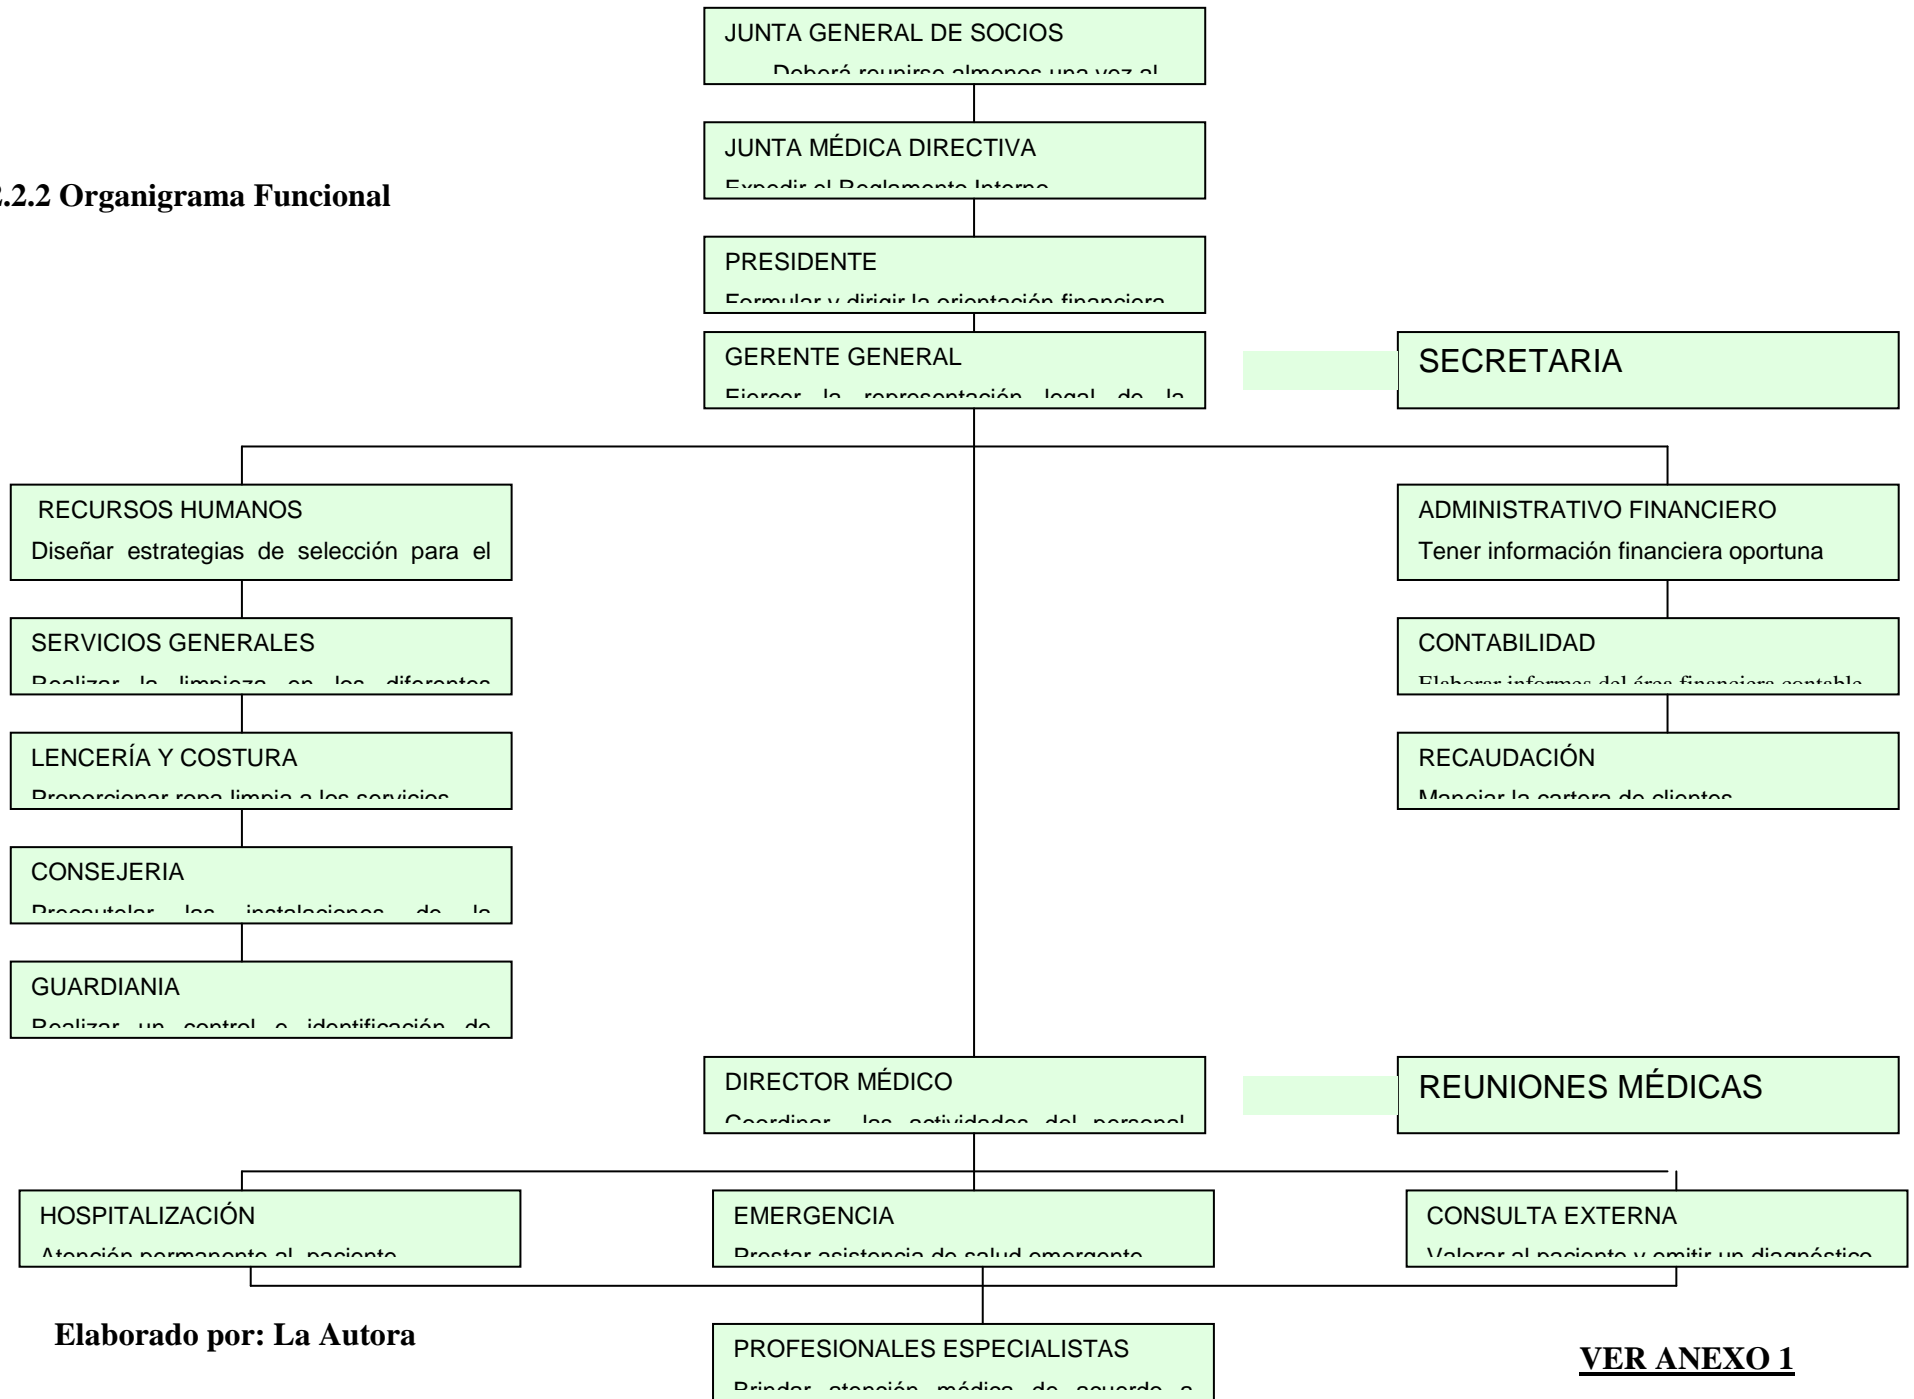 JUNTA GENERAL DE SOCIOS
Deberá reunirse almenos una vez al
JUNTA MÉDICA DIRECTIVA
Expedir el Reglamento Interno
2.2.2 Organigrama Funcional
PRESIDENTE
Formular y dirigir la orientación financiera
GERENTE GENERAL
Ejercer la representación legal de la
SECRETARIA
RECURSOS HUMANOS
Diseñar estrategias de selección para el
ADMINISTRATIVO FINANCIERO
Tener información financiera oportuna
SERVICIOS GENERALES
Realizar la limpieza en los diferentes
CONTABILIDAD
Elaborar informes del área financiera contable
LENCERÍA Y COSTURA
Proporcionar ropa limpia a los servicios
RECAUDACIÓN
Manejar la cartera de clientes
CONSEJERIA
Precautelar las instalaciones de la
GUARDIANIA
Realizar un control e identificación de
DIRECTOR MÉDICO
Coordinar las actividades del personal
REUNIONES MÉDICAS
HOSPITALIZACIÓN
Atención permanente al paciente
EMERGENCIA
Prestar asistencia de salud emergente
CONSULTA EXTERNA
Valorar al paciente y emitir un diagnóstico
Elaborado por: La Autora
PROFESIONALES ESPECIALISTAS
Brindar atención médica de acuerdo a
VER ANEXO 1